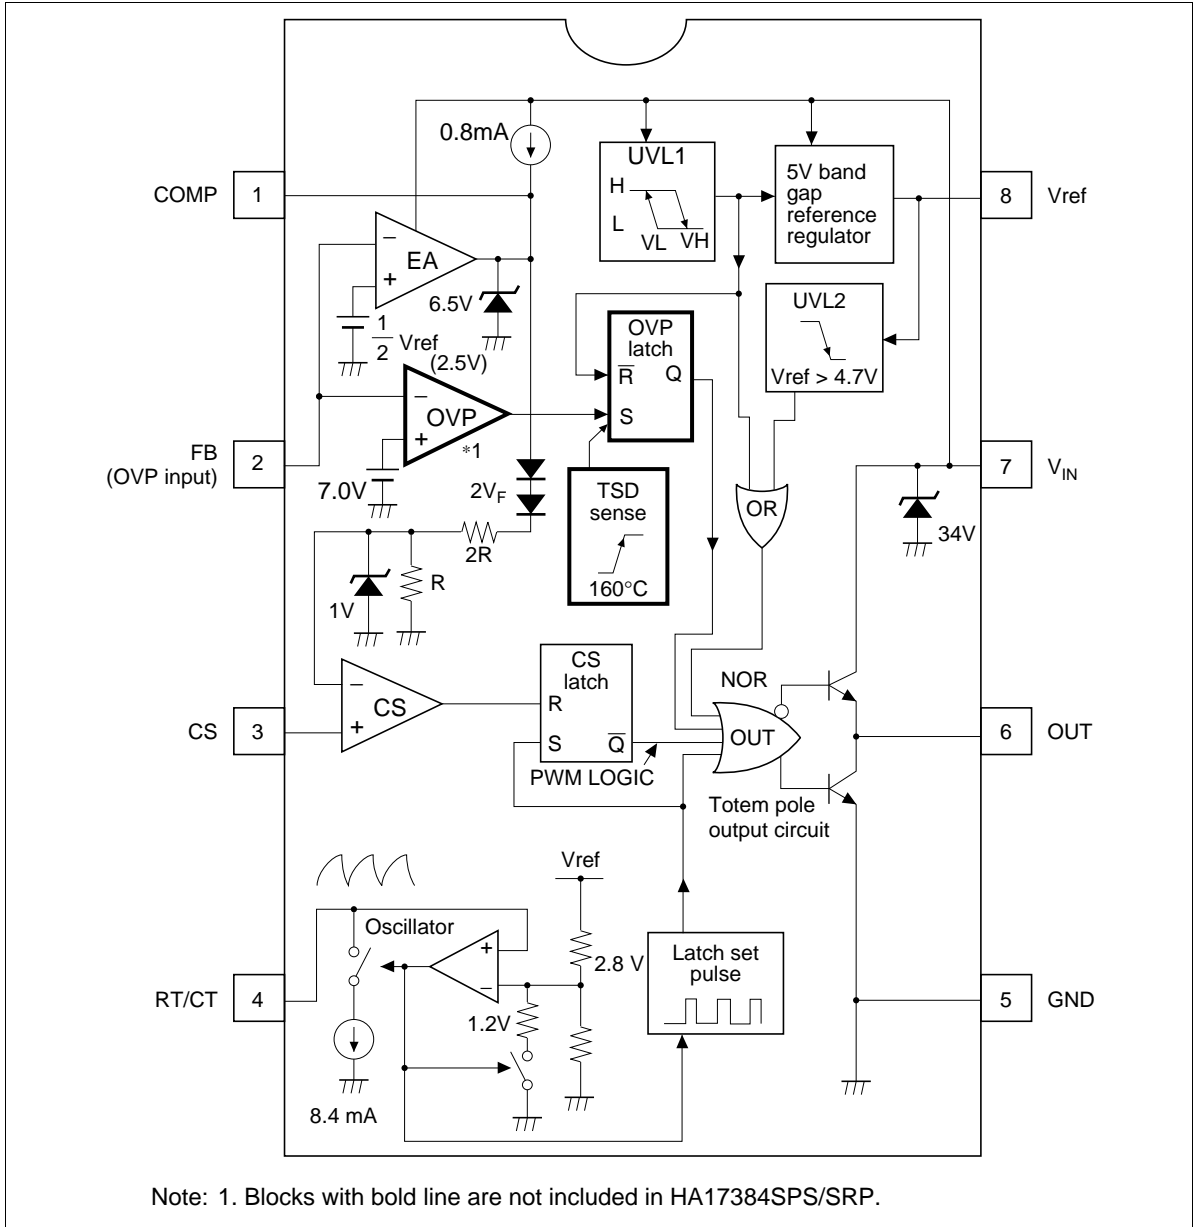 0.8mA
UVL1
H
L
VL VH
5V band
gap
reference
regulator
COMP 1
8 Vref
−
EA
+
6.5V
1
2
Vref
(2.5V)
OVP
latch
R Q
S
UVL2
Vref > 4.7V
−
OVP
+
*1
FB
(OVP input)
2
7.0V
2VF
TSD
sense
160°C
OR
7 VIN
34V
2R
R
1V
CS
latch
R
S Q
NOR
−
CS
+
CS 3
OUT
6 OUT
PWM LOGIC
Totem pole
output circuit
Vref
Oscillator
+
−
2.8 V
Latch set
pulse
RT/CT 4
1.2V
5 GND
8.4 mA
Note: 1. Blocks with bold line are not included in HA17384SPS/SRP.